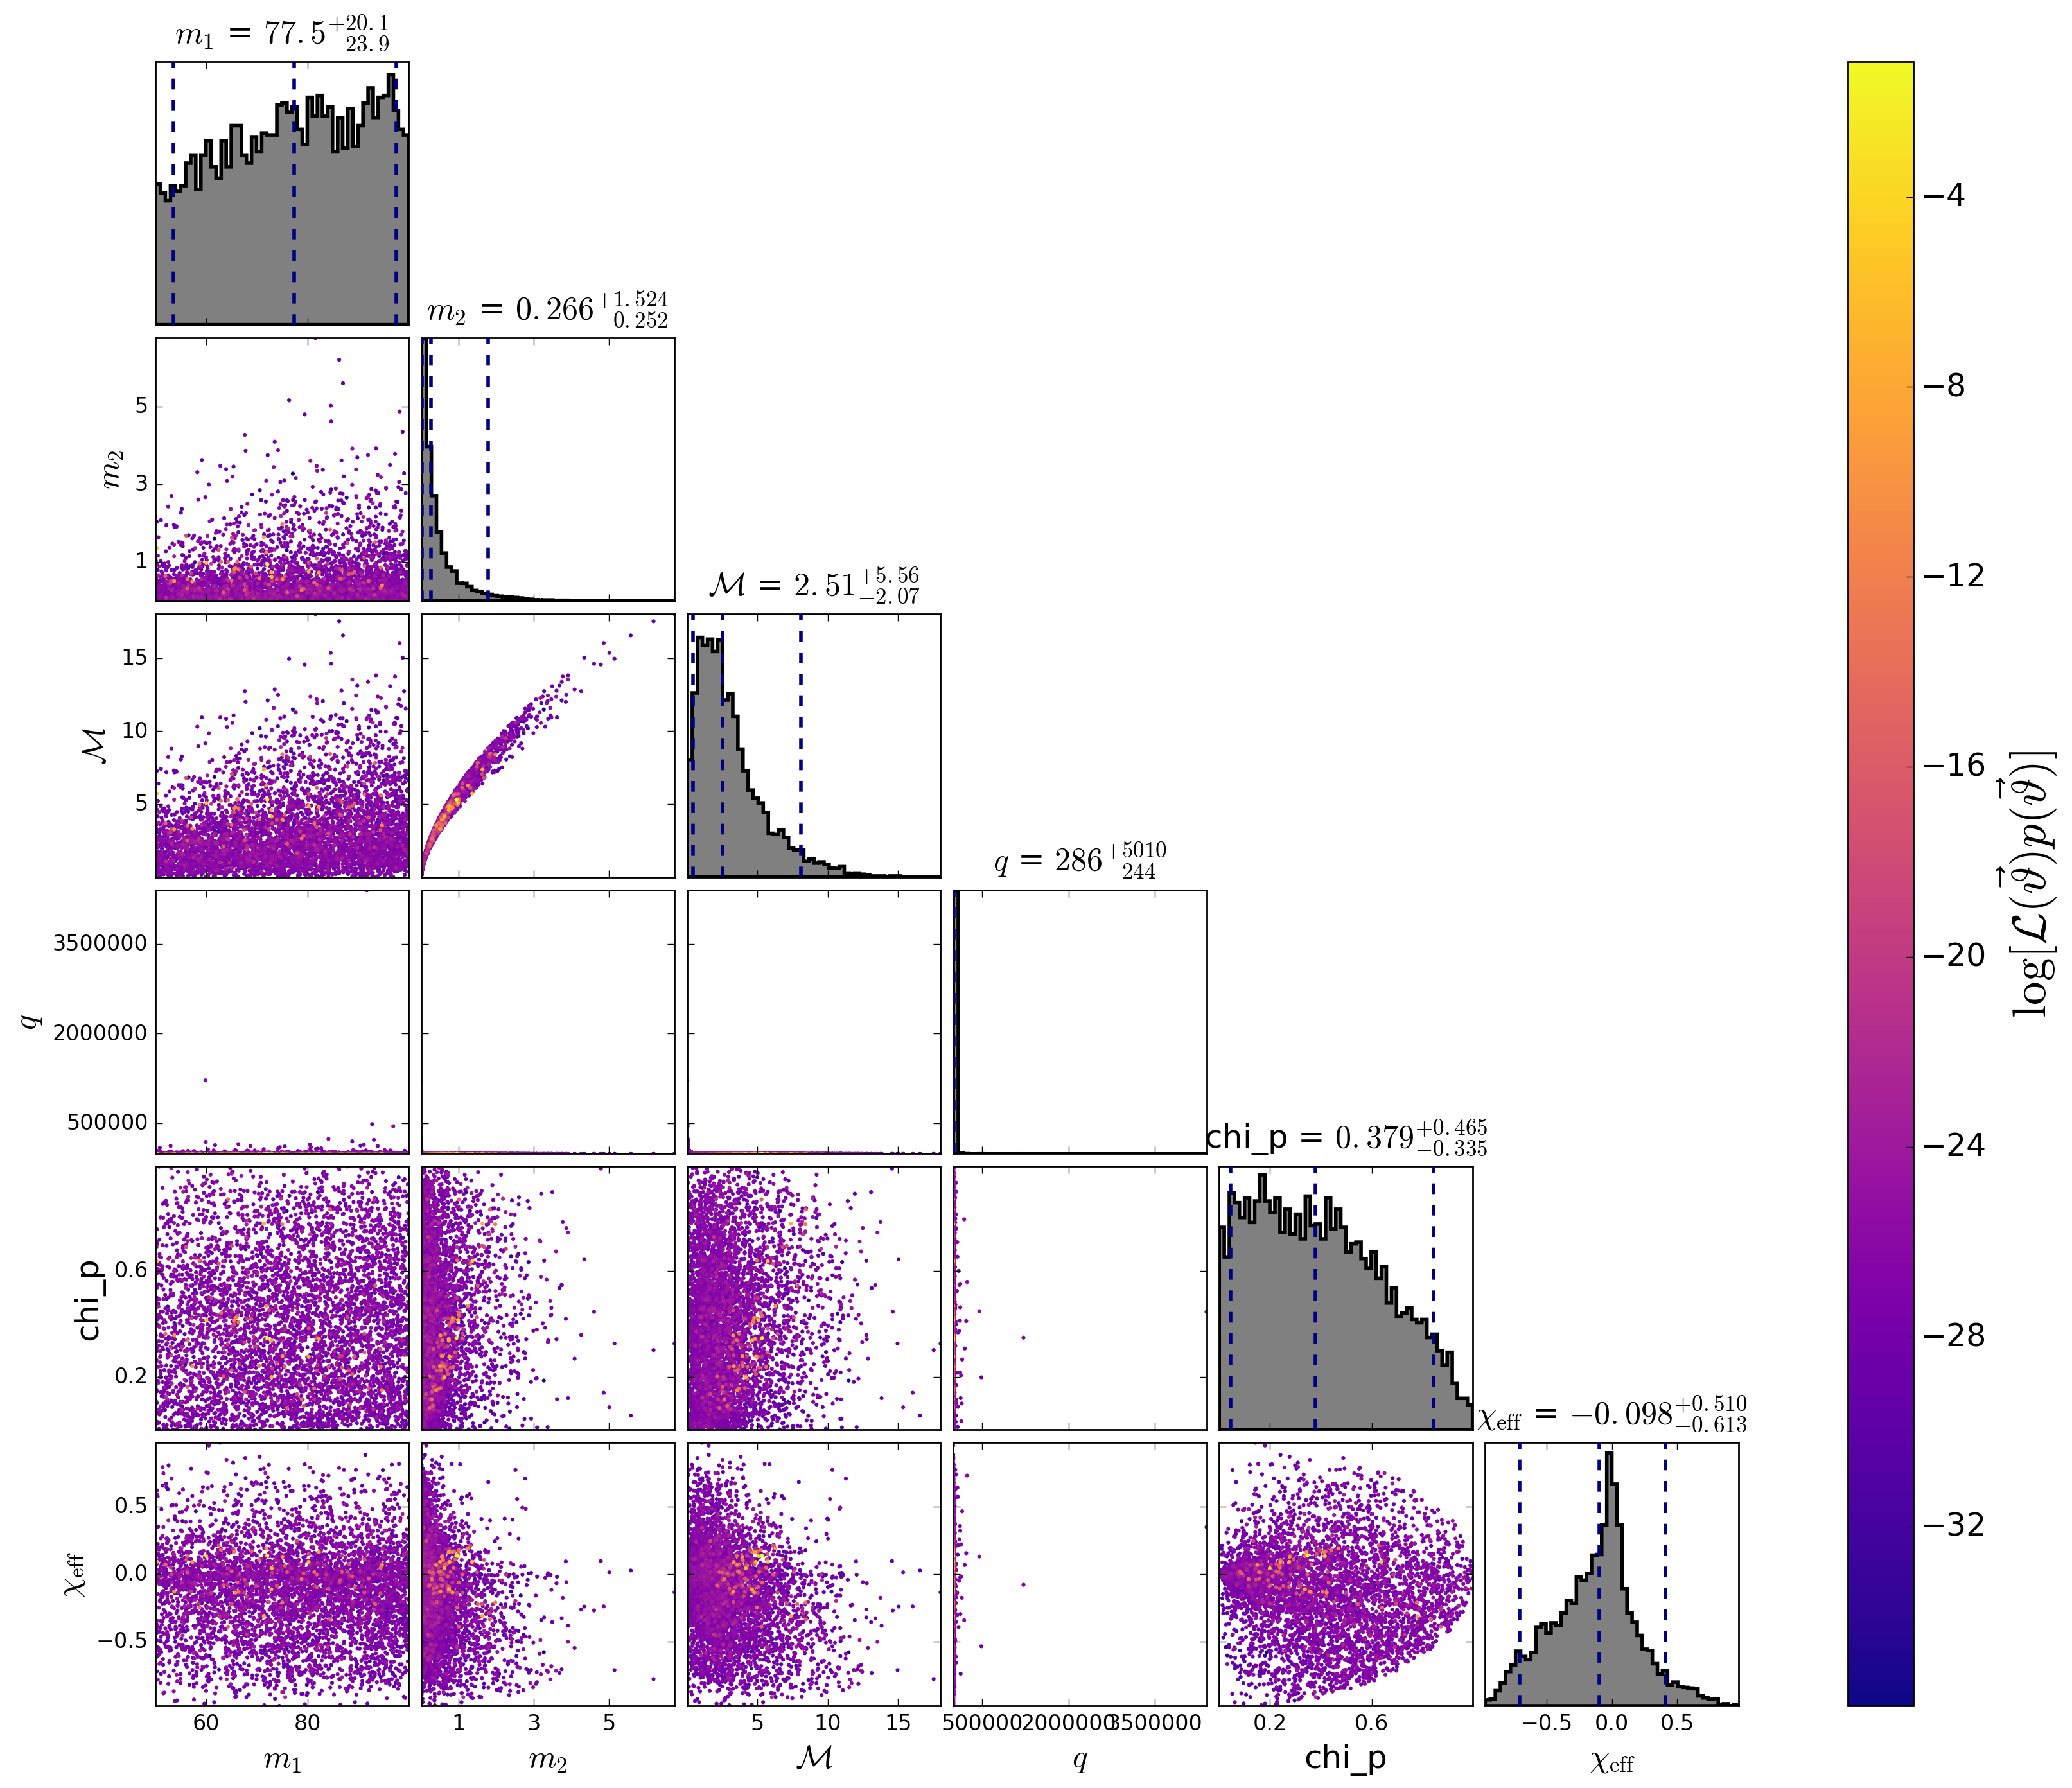 m₁ = 77.5⁺²⁰·¹₋₂₃.₉
m₂ = 0.266⁺¹·⁵²⁴₋₀.₂₅₂
ℳ = 2.51⁺⁵·⁵⁶₋₂.₀₇
q = 286⁺⁵⁰¹⁰₋₂₄₄
chi_p = 0.379⁺⁰·⁴⁶⁵₋₀.₃₃₅
χeff = −0.098⁺⁰·⁵¹⁰₋₀.₆₁₃
m₂
5
3
1
ℳ
15
10
5
q
3500000
2000000
500000
chi_p
0.6
0.2
χeff
0.5
0.0
−0.5
60 80
1 3 5
5 10 15
500000 2000000 3500000
0.2 0.6
−0.5 0.0 0.5
m₁
m₂
ℳ
q
chi_p
χeff
−4
−8
−12
−16
−20
−24
−28
−32
log[ℒ(ϑ⃗)p(ϑ⃗)]